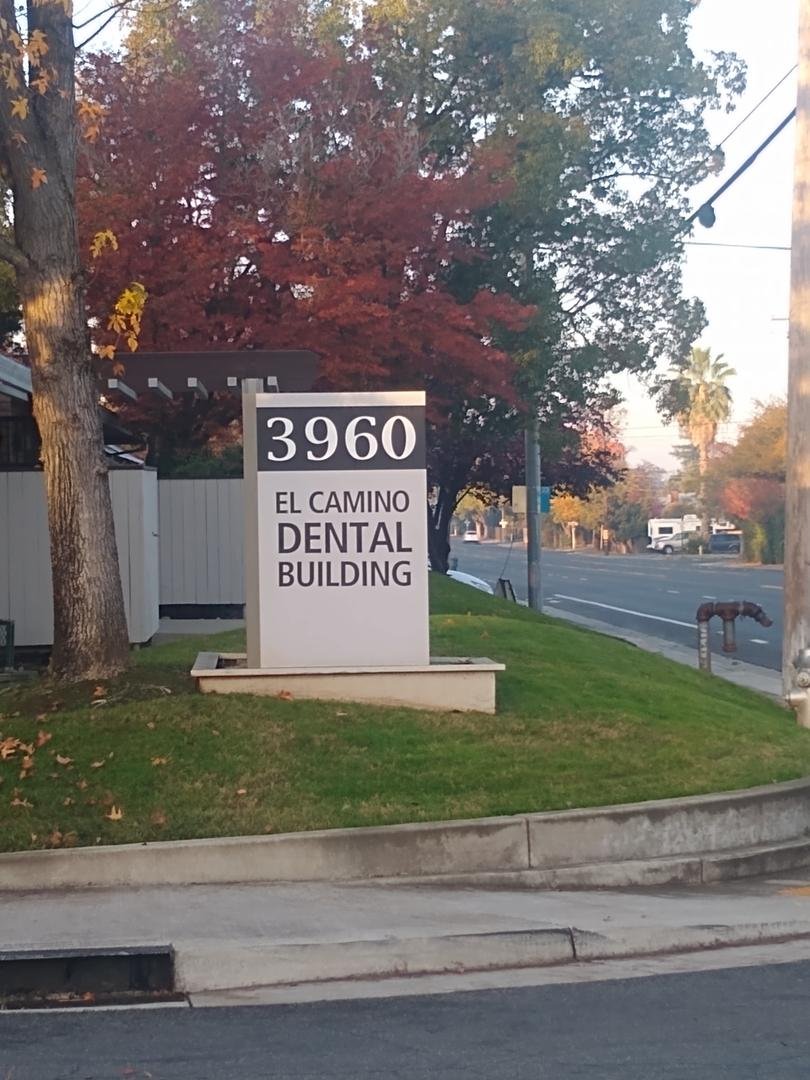 3960
EL CAMINO
DENTAL
BUILDING